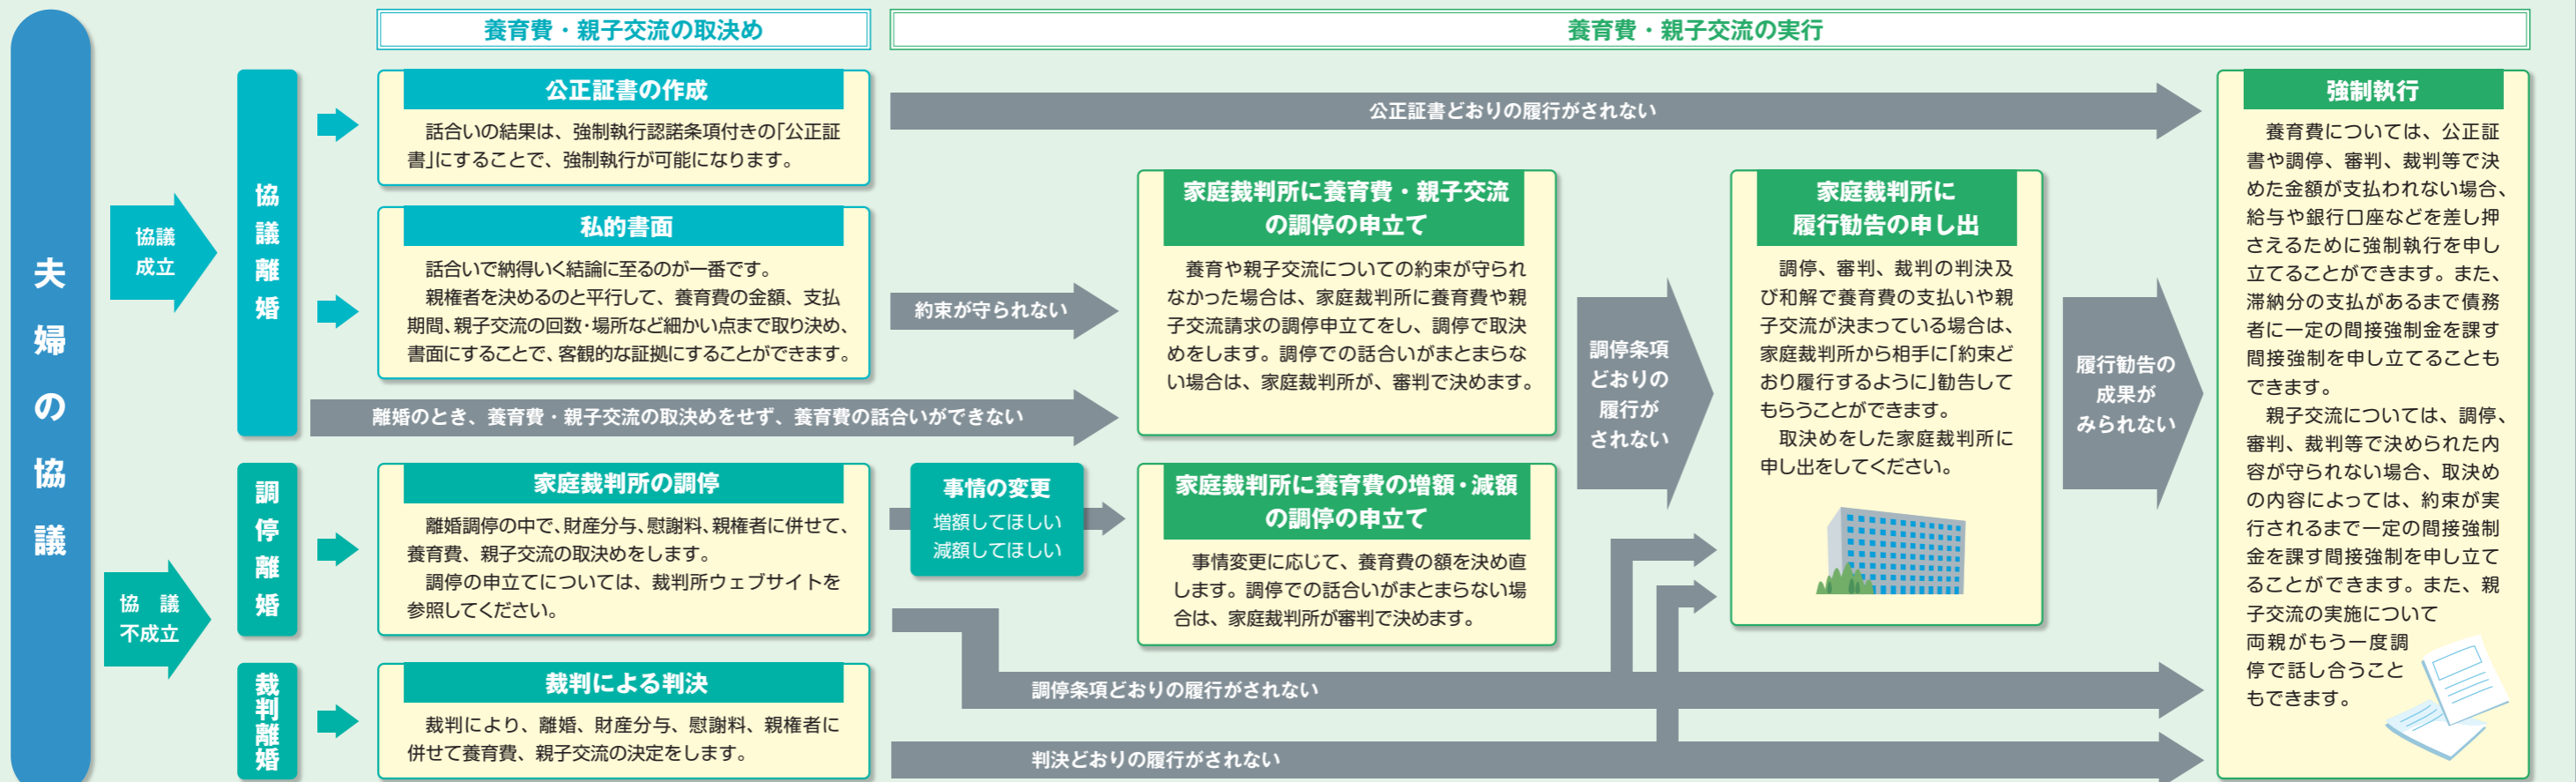 養育費・親子交流の取決め
養育費・親子交流の実行
夫婦の協議
協議
成立
協議離婚
公正証書の作成
話合いの結果は、強制執行認諾条項付きの「公正証
書」にすることで、強制執行が可能になります。
公正証書どおりの履行がされない
私的書面
話合いで納得いく結論に至るのが一番です。
親権者を決めるのと平行して、養育費の金額、支払
期間、親子交流の回数・場所など細かい点まで取り決め、
書面にすることで、客観的な証拠にすることができます。
約束が守られない
離婚のとき、養育費・親子交流の取決めをせず、養育費の話合いができない
家庭裁判所に養育費・親子交流
の調停の申立て
養育や親子交流についての約束が守られ
なかった場合は、家庭裁判所に養育費や親
子交流請求の調停申立てをし、調停で取決
めをします。調停での話合いがまとまらな
い場合は、家庭裁判所が、審判で決めます。
調停条項
どおりの
履行が
されない
家庭裁判所に
履行勧告の申し出
調停、審判、裁判の判決及
び和解で養育費の支払いや親
子交流が決まっている場合は、
家庭裁判所から相手に「約束ど
おり履行するように」勧告して
もらうことができます。
取決めをした家庭裁判所に
申し出をしてください。
履行勧告の
成果が
みられない
強制執行
養育費については、公正証
書や調停、審判、裁判等で決
めた金額が支払われない場合、
給与や銀行口座などを差し押
さえるために強制執行を申し
立てることができます。また、
滞納分の支払があるまで債務
者に一定の間接強制金を課す
間接強制を申し立てることも
できます。
親子交流については、調停、
審判、裁判等で決められた内
容が守られない場合、取決め
の内容によっては、約束が実
行されるまで一定の間接強制
金を課す間接強制を申し立て
ることができます。また、親
子交流の実施について
両親がもう一度調
停で話し合うこと
もできます。
協　議
不成立
調停離婚
家庭裁判所の調停
離婚調停の中で、財産分与、慰謝料、親権者に併せて、
養育費、親子交流の取決めをします。
調停の申立てについては、裁判所ウェブサイトを
参照してください。
事情の変更
増額してほしい
減額してほしい
家庭裁判所に養育費の増額・減額
の調停の申立て
事情変更に応じて、養育費の額を決め直
します。調停での話合いがまとまらない場
合は、家庭裁判所が審判で決めます。
調停条項どおりの履行がされない
裁判離婚
裁判による判決
裁判により、離婚、財産分与、慰謝料、親権者に
併せて養育費、親子交流の決定をします。
判決どおりの履行がされない